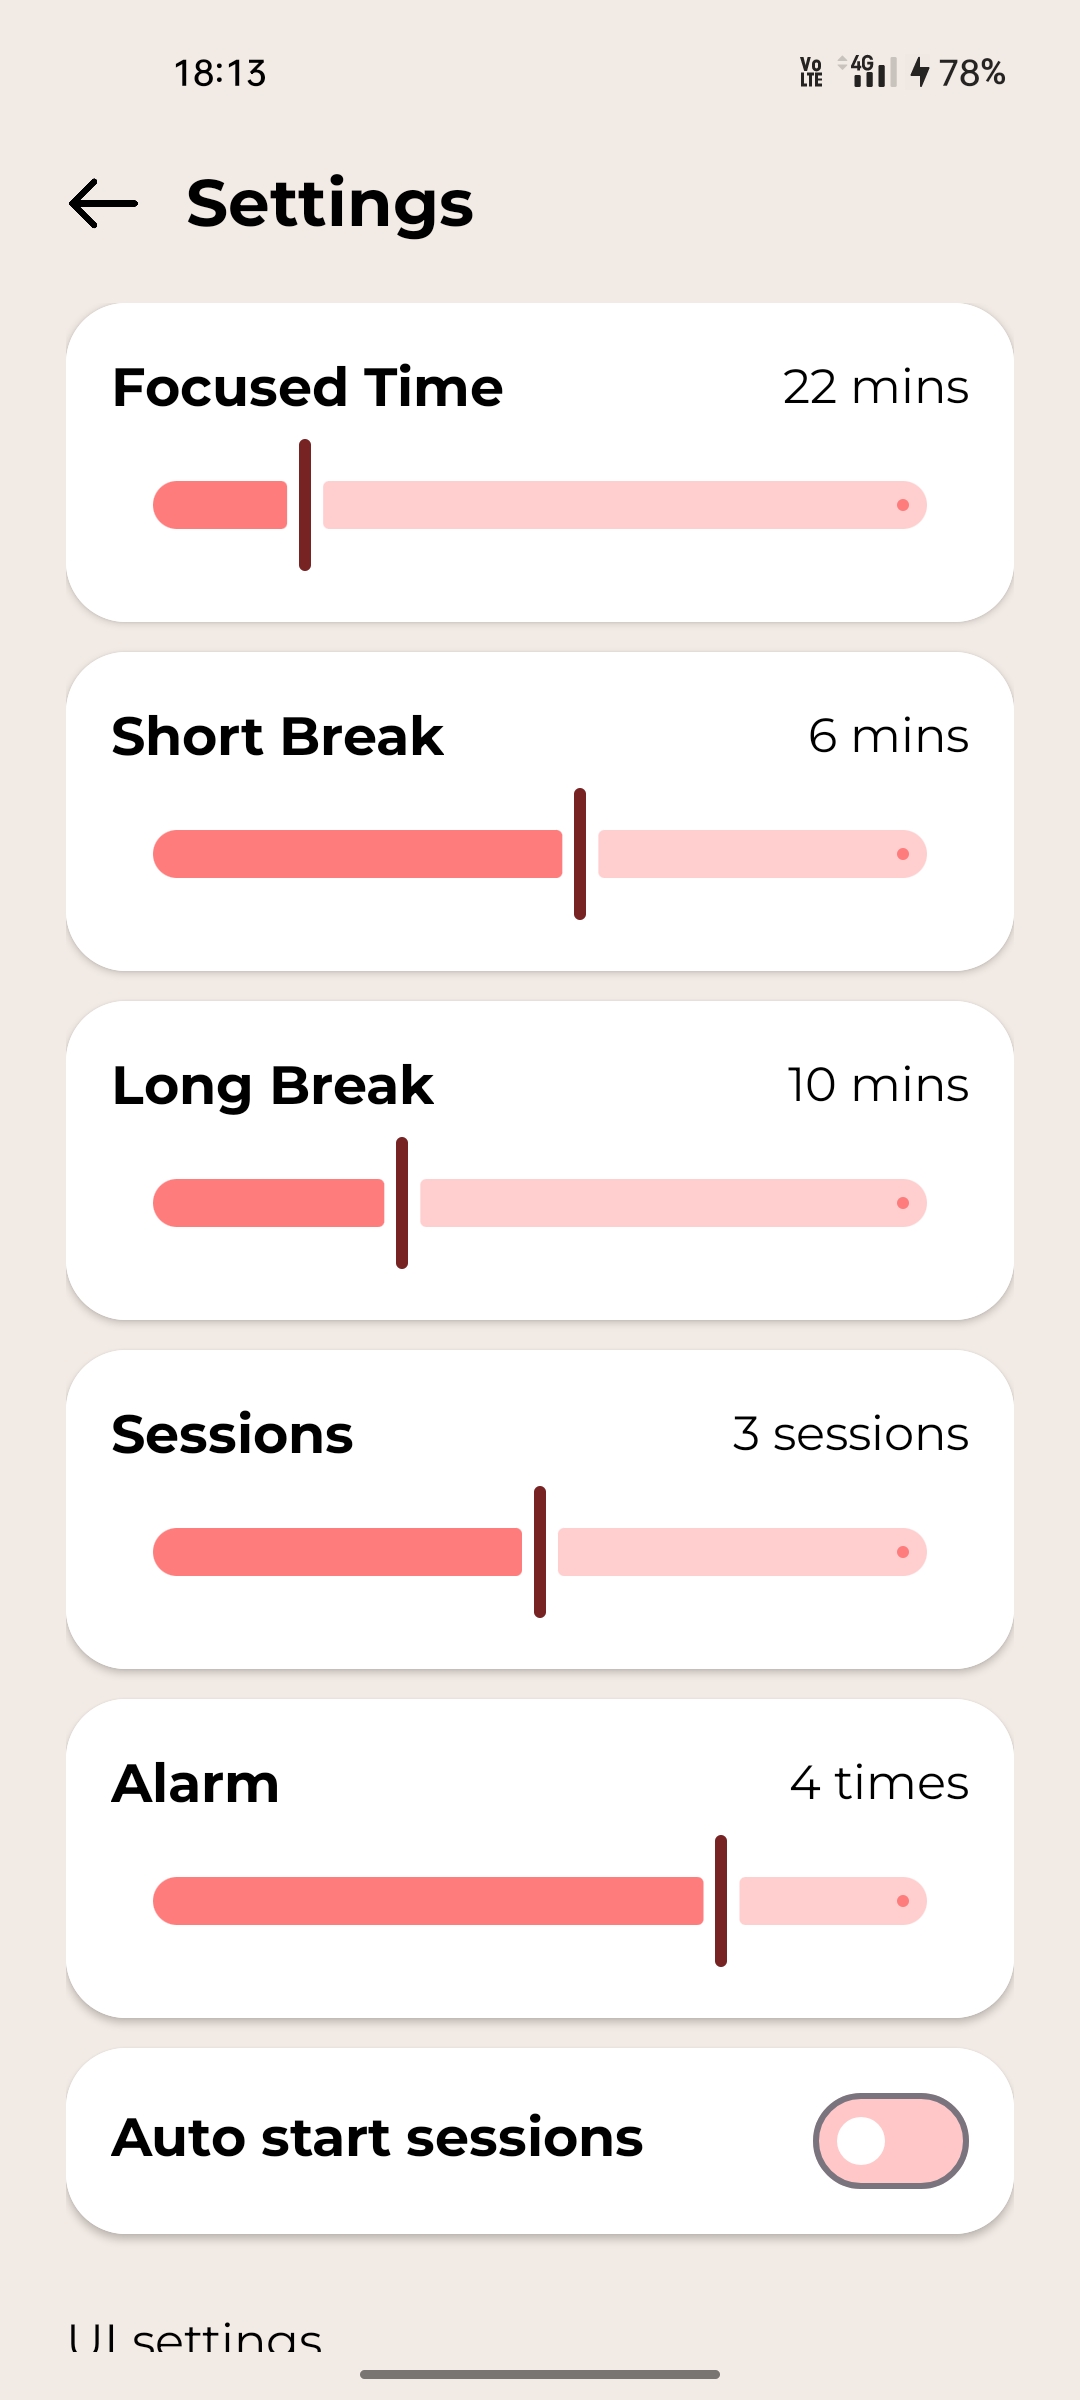 18:13
Vo LTE 4G 78%
Settings
Focused Time 22 mins
Short Break 6 mins
Long Break 10 mins
Sessions 3 sessions
Alarm 4 times
Auto start sessions
UI settings